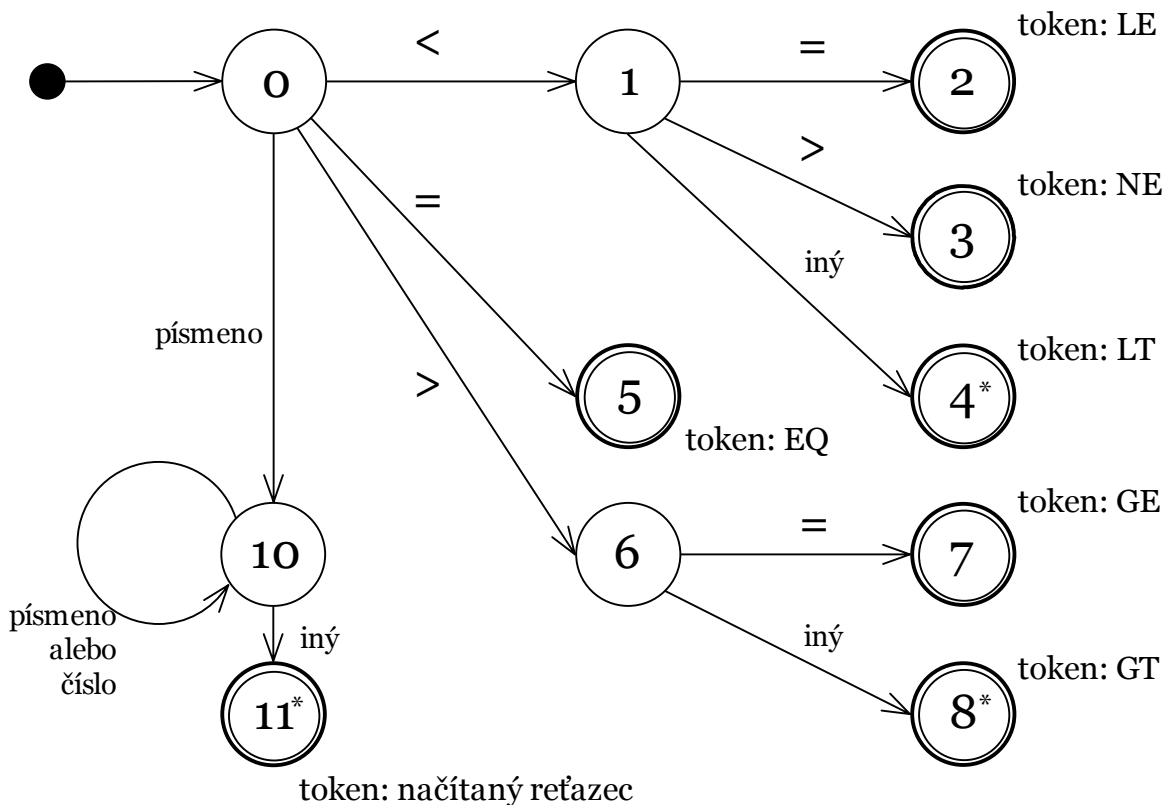 token: LE
<
=
0
1
2
>
token: NE
=
3
iný
písmeno
token: LT
>
5
4*
token: EQ
token: GE
=
10
6
7
písmeno
alebo
číslo
iný
iný
token: GT
11*
8*
token: načítaný reťazec